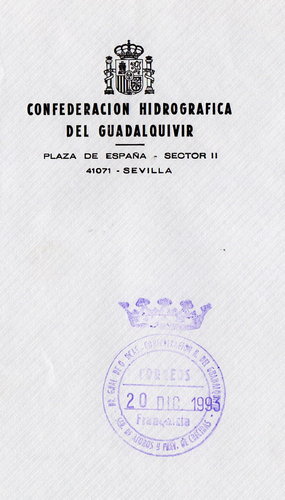 CONFEDERACION HIDROGRAFICA
DEL GUADALQUIVIR
PLAZA DE ESPAÑA - SECTOR II
41071 - SEVILLA
CORREOS
20 DIC. 1993
Franquicia